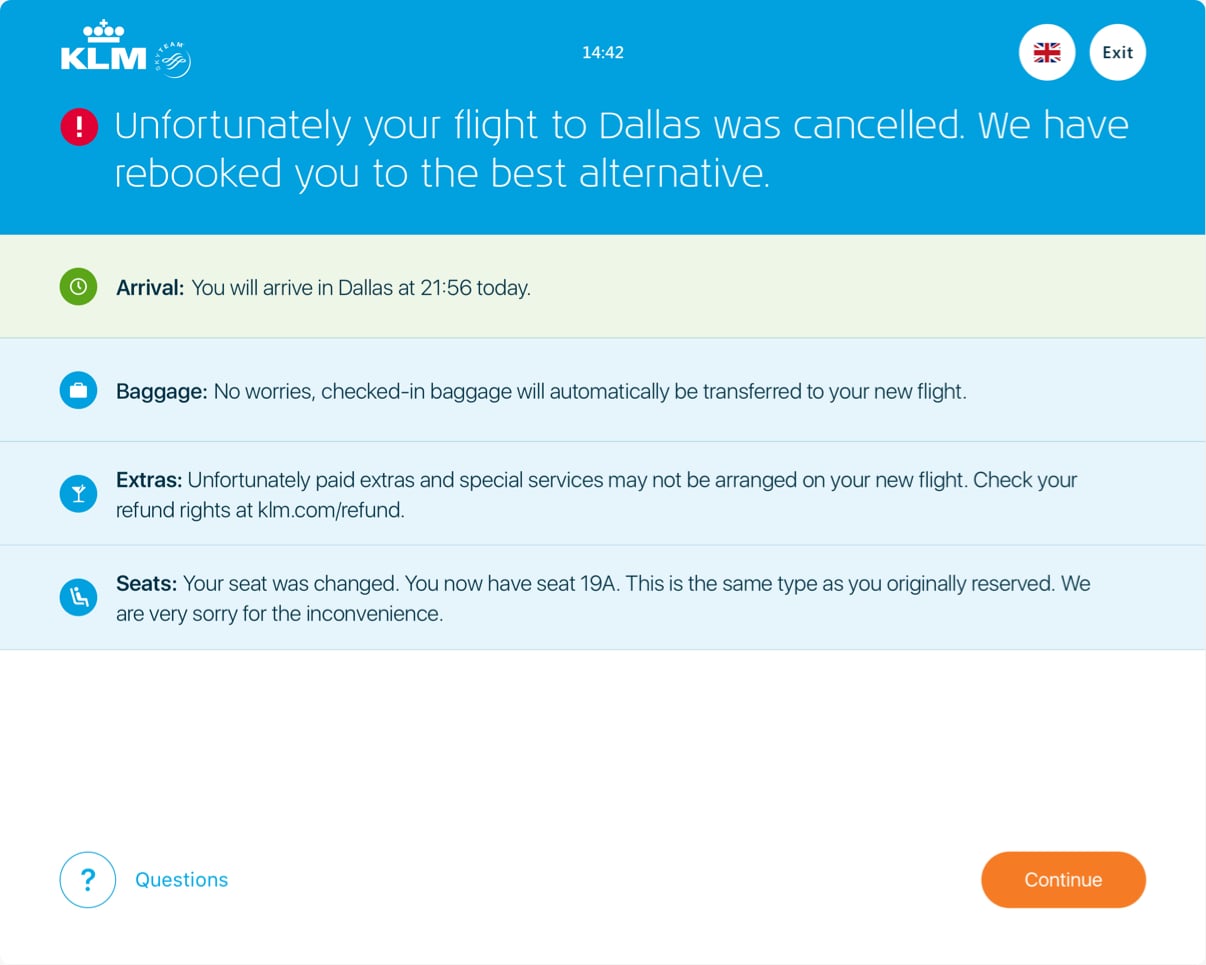 KLM SKYTEAM
14:42
Exit
! Unfortunately your flight to Dallas was cancelled. We have
rebooked you to the best alternative.
Arrival: You will arrive in Dallas at 21:56 today.
Baggage: No worries, checked-in baggage will automatically be transferred to your new flight.
Extras: Unfortunately paid extras and special services may not be arranged on your new flight. Check your
refund rights at klm.com/refund.
Seats: Your seat was changed. You now have seat 19A. This is the same type as you originally reserved. We
are very sorry for the inconvenience.
? Questions
Continue